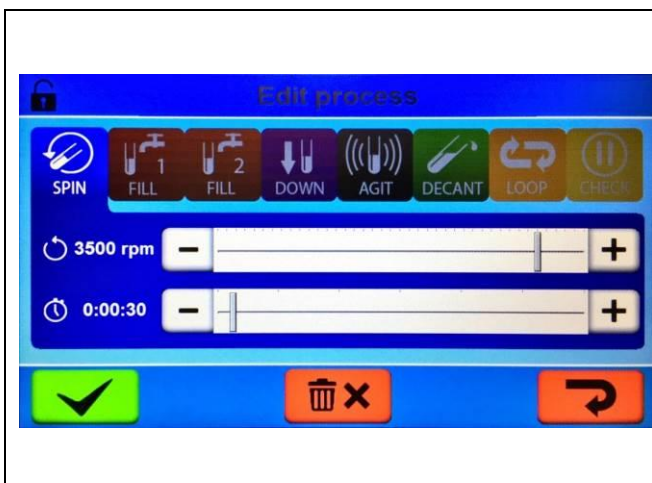 Edit process
SPIN
1
FILL
2
FILL
DOWN
AGIT
DECANT
LOOP
CHECK
3500 rpm
0:00:30